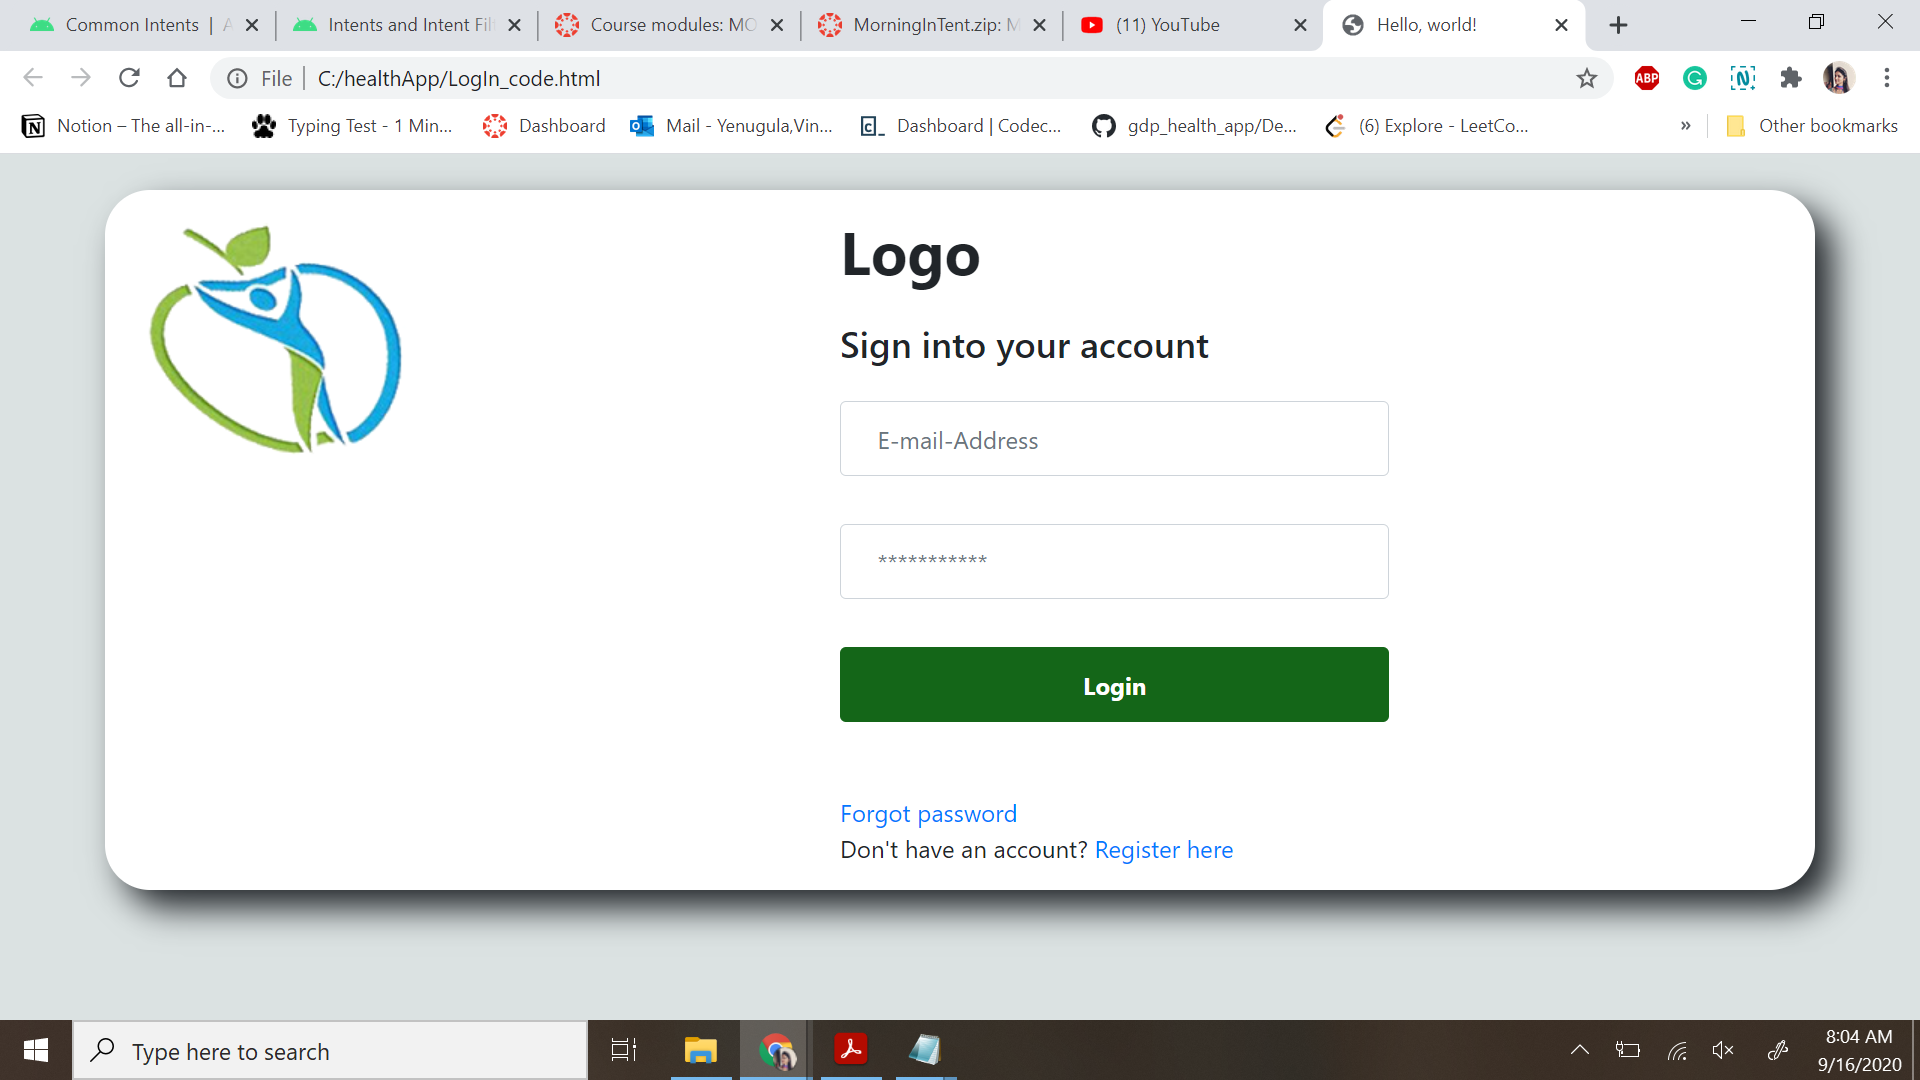 Common Intents | A
Intents and Intent Fil
Course modules: MO
MorningInTent.zip: M
(11) YouTube
Hello, world!
File
C:/healthApp/LogIn_code.html
ABP
Notion – The all-in-...
Typing Test - 1 Min...
Dashboard
Mail - Yenugula,Vin...
Dashboard | Codec...
gdp_health_app/De...
(6) Explore - LeetCo...
»
Other bookmarks
Logo
Sign into your account
E-mail-Address
***********
Login
Forgot password
Don't have an account? Register here
Type here to search
8:04 AM
9/16/2020